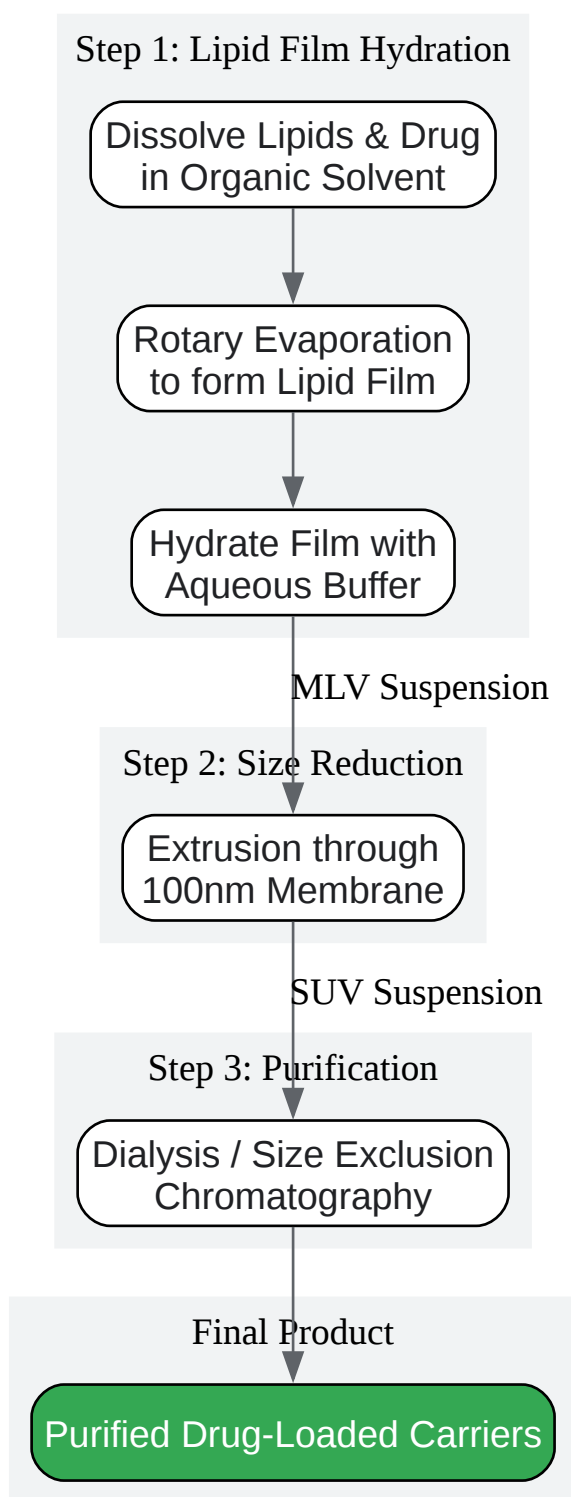 Step 1: Lipid Film Hydration
Dissolve Lipids & Drug
in Organic Solvent
Rotary Evaporation
to form Lipid Film
Hydrate Film with
Aqueous Buffer
MLV Suspension
Step 2: Size Reduction
Extrusion through
100nm Membrane
SUV Suspension
Step 3: Purification
Dialysis / Size Exclusion
Chromatography
Final Product
Purified Drug-Loaded Carriers